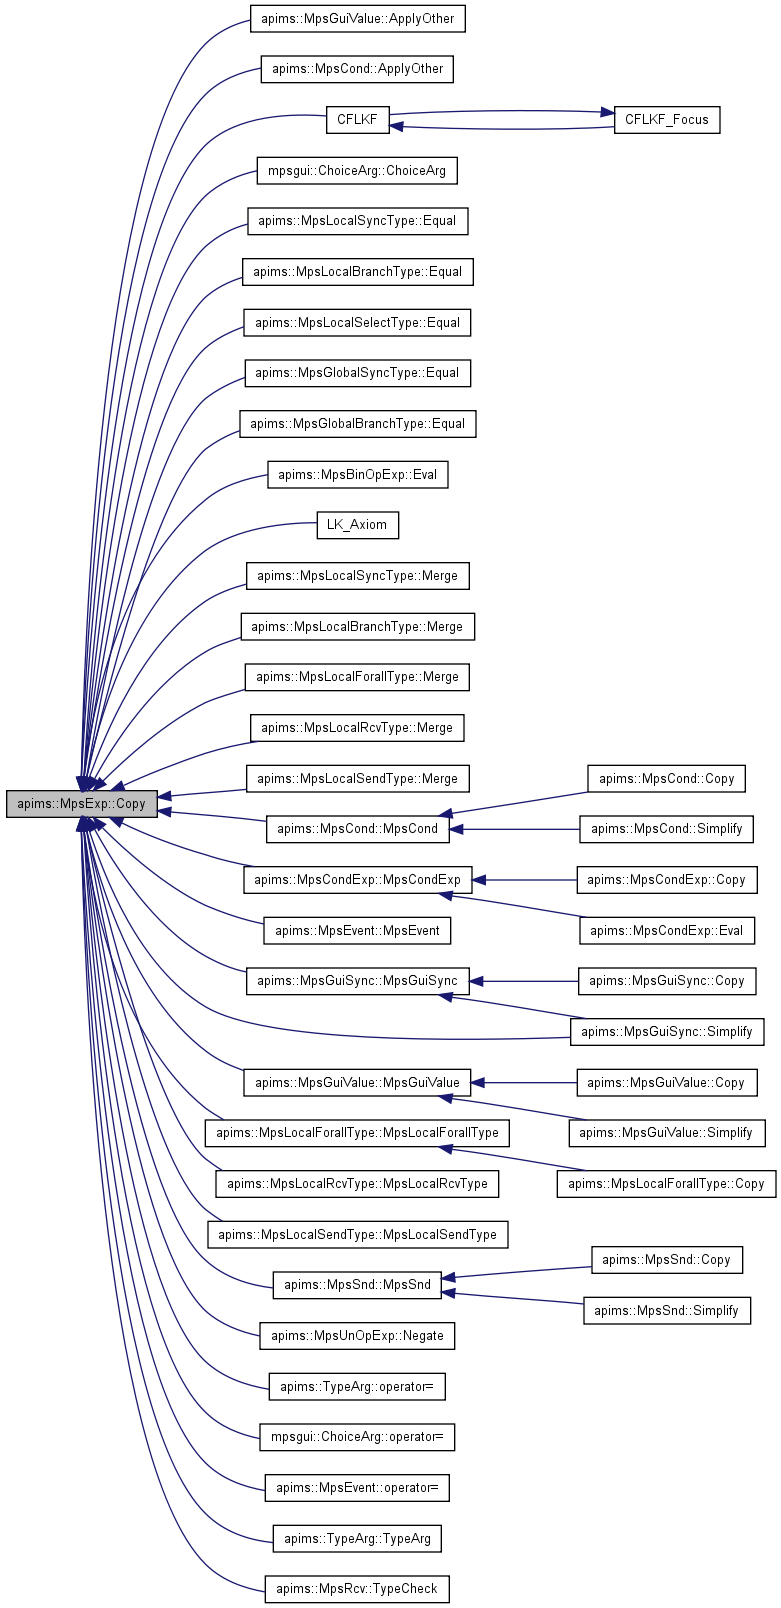 apims::MpsGuiValue::ApplyOther
apims::MpsCond::ApplyOther
CFLKF
CFLKF_Focus
mpsgui::ChoiceArg::ChoiceArg
apims::MpsLocalSyncType::Equal
apims::MpsLocalBranchType::Equal
apims::MpsLocalSelectType::Equal
apims::MpsGlobalSyncType::Equal
apims::MpsGlobalBranchType::Equal
apims::MpsBinOpExp::Eval
LK_Axiom
apims::MpsLocalSyncType::Merge
apims::MpsLocalBranchType::Merge
apims::MpsLocalForallType::Merge
apims::MpsLocalRcvType::Merge
apims::MpsLocalSendType::Merge
apims::MpsCond::Copy
apims::MpsExp::Copy
apims::MpsCond::MpsCond
apims::MpsCond::Simplify
apims::MpsCondExp::MpsCondExp
apims::MpsCondExp::Copy
apims::MpsEvent::MpsEvent
apims::MpsCondExp::Eval
apims::MpsGuiSync::MpsGuiSync
apims::MpsGuiSync::Copy
apims::MpsGuiSync::Simplify
apims::MpsGuiValue::MpsGuiValue
apims::MpsGuiValue::Copy
apims::MpsLocalForallType::MpsLocalForallType
apims::MpsGuiValue::Simplify
apims::MpsLocalRcvType::MpsLocalRcvType
apims::MpsLocalForallType::Copy
apims::MpsLocalSendType::MpsLocalSendType
apims::MpsSnd::Copy
apims::MpsSnd::MpsSnd
apims::MpsSnd::Simplify
apims::MpsUnOpExp::Negate
apims::TypeArg::operator=
mpsgui::ChoiceArg::operator=
apims::MpsEvent::operator=
apims::TypeArg::TypeArg
apims::MpsRcv::TypeCheck